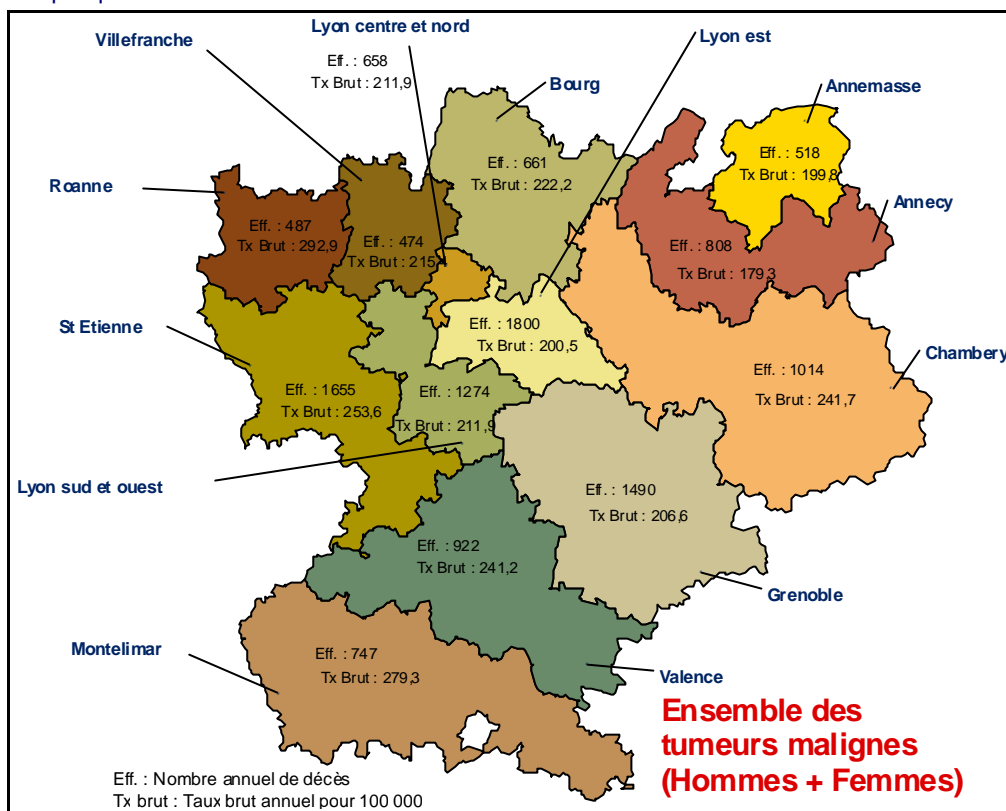 Lyon centre et nord
Villefranche
Eff. : 658
Tx Brut : 211,9
Lyon est
Bourg
Annemasse
Eff. : 518
Tx Brut : 199,8
Eff. : 661
Tx Brut : 222,2
Roanne
Annecy
Eff. : 487
Tx Brut : 292,9
Eff. : 474
Tx Brut : 215
Eff. : 808
Tx Brut : 179,3
St Etienne
Eff. : 1800
Tx Brut : 200,5
Chambery
Eff. : 1014
Tx Brut : 241,7
Eff. : 1655
Tx Brut : 253,6
Eff. : 1274
Tx Brut : 211,9
Lyon sud et ouest
Eff. : 1490
Tx Brut : 206,6
Eff. : 922
Tx Brut : 241,2
Grenoble
Montelimar
Eff. : 747
Tx Brut : 279,3
Valence
Ensemble des
tumeurs malignes
(Hommes + Femmes)
Eff. : Nombre annuel de décès
Tx brut : Taux brut annuel pour 100 000